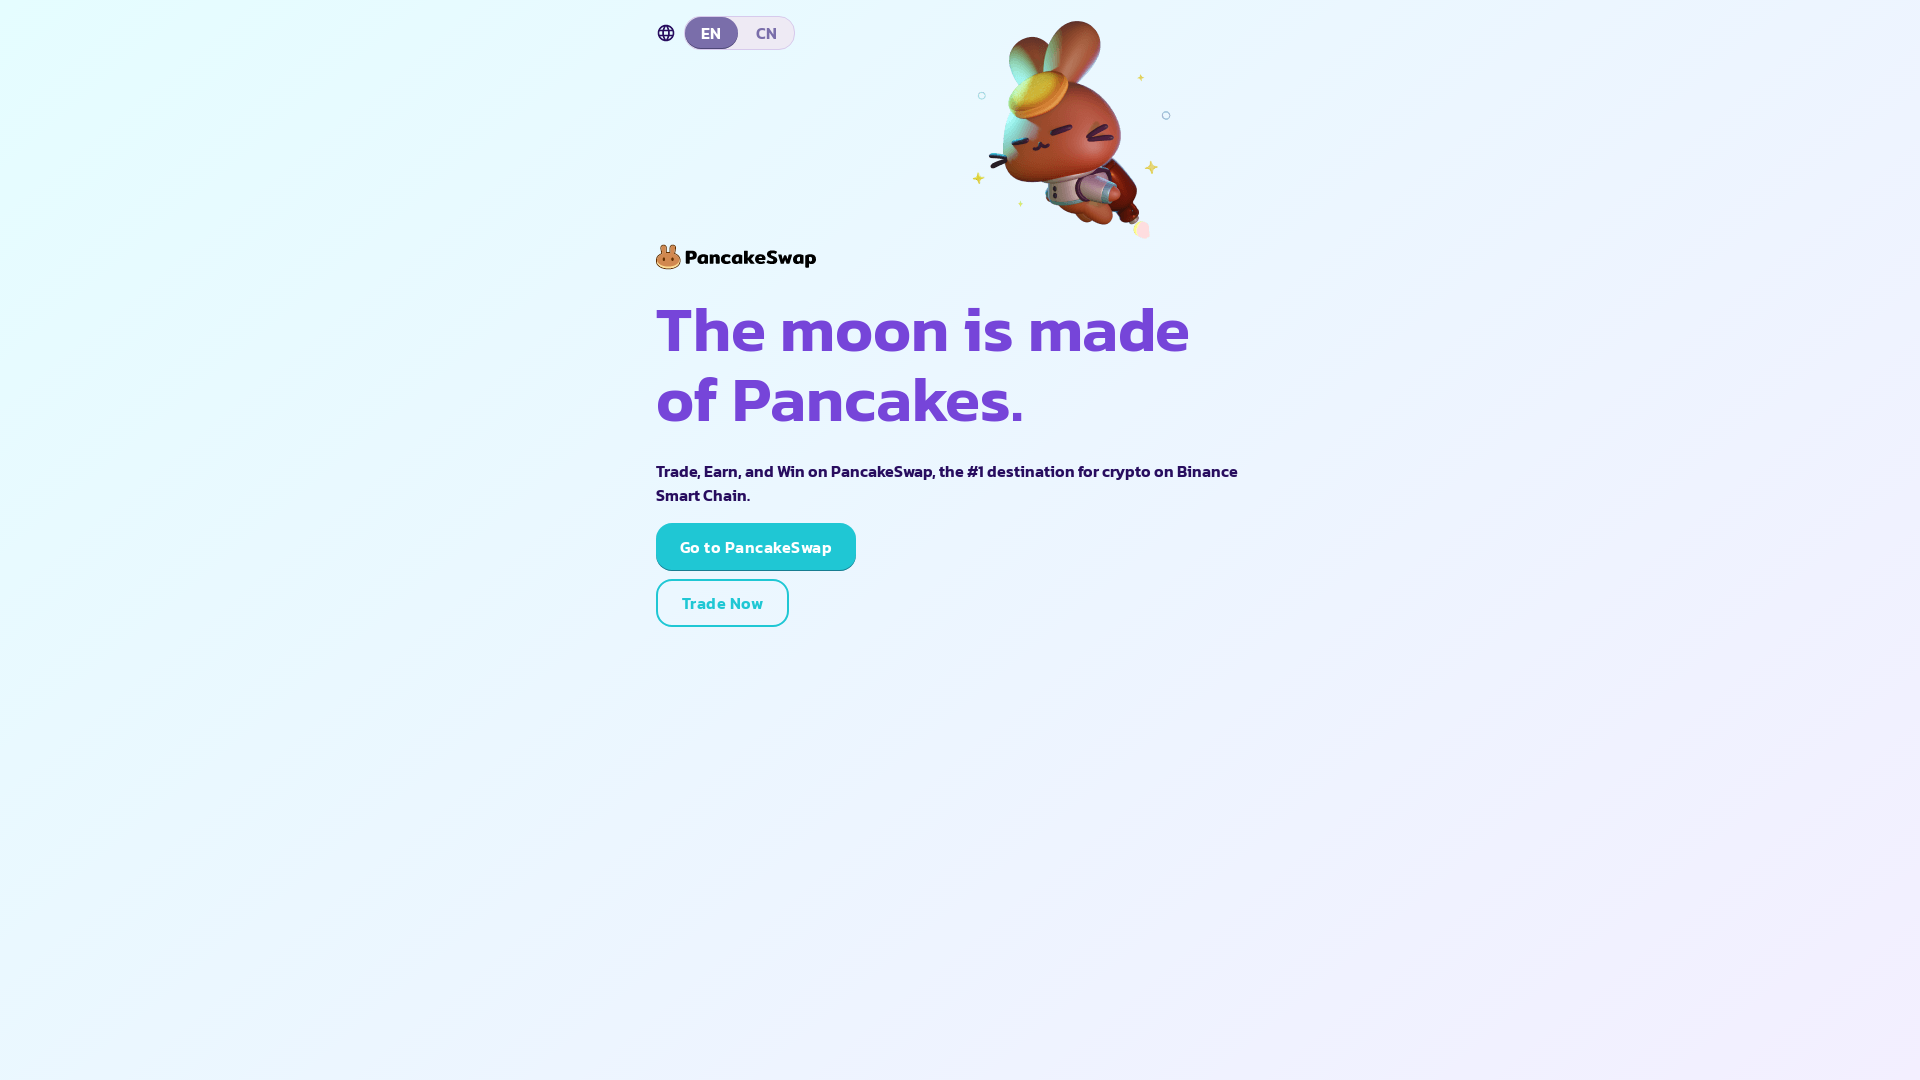 EN CN
PancakeSwap
The moon is made
of Pancakes.
Trade, Earn, and Win on PancakeSwap, the #1 destination for crypto on Binance
Smart Chain.
Go to PancakeSwap
Trade Now